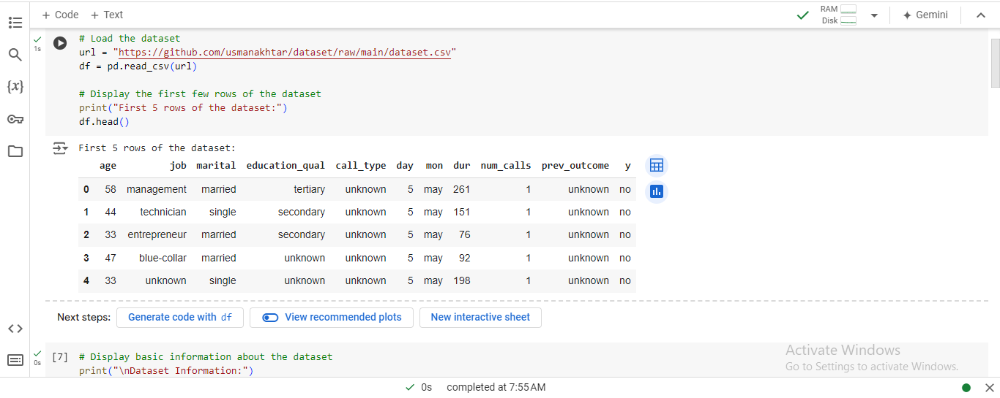 + Code + Text
RAM
Disk
Gemini
1s
# Load the dataset
url = "https://github.com/usmanakhtar/dataset/raw/main/dataset.csv"
df = pd.read_csv(url)
# Display the first few rows of the dataset
print("First 5 rows of the dataset:")
df.head()
{x}
First 5 rows of the dataset:
age job marital education_qual call_type day mon dur num_calls prev_outcome y
0 58 management married tertiary unknown 5 may 261 1 unknown no
1 44 technician single secondary unknown 5 may 151 1 unknown no
2 33 entrepreneur married secondary unknown 5 may 76 1 unknown no
3 47 blue-collar married unknown unknown 5 may 92 1 unknown no
4 33 unknown single unknown unknown 5 may 198 1 unknown no
Next steps: Generate code with df View recommended plots New interactive sheet
0s
[7] # Display basic information about the dataset
print("\nDataset Information:")
Activate Windows
Go to Settings to activate Windows.
0s completed at 7:55 AM